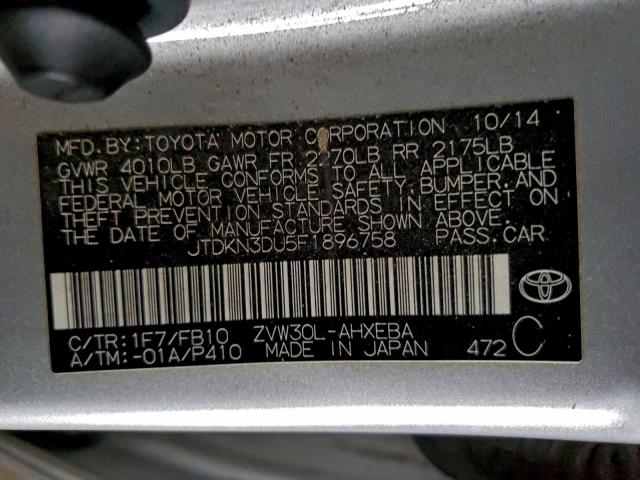 MFD. BY: TOYOTA MOTOR CORPORATION 10/14
GVWR 4010LB GAWR FR 2270LB RR 2175LB
THIS VEHICLE CONFORMS TO ALL APPLICABLE
FEDERAL MOTOR VEHICLE SAFETY, BUMPER, AND
THEFT PREVENTION STANDARDS IN EFFECT ON
THE DATE OF MANUFACTURE SHOWN ABOVE.
JTDKN3DU5F1896758 PASS. CAR
C/TR: 1F7/FB10 ZVW30L-AHXEBA
A/TM: -01A/P410 MADE IN JAPAN 472 C